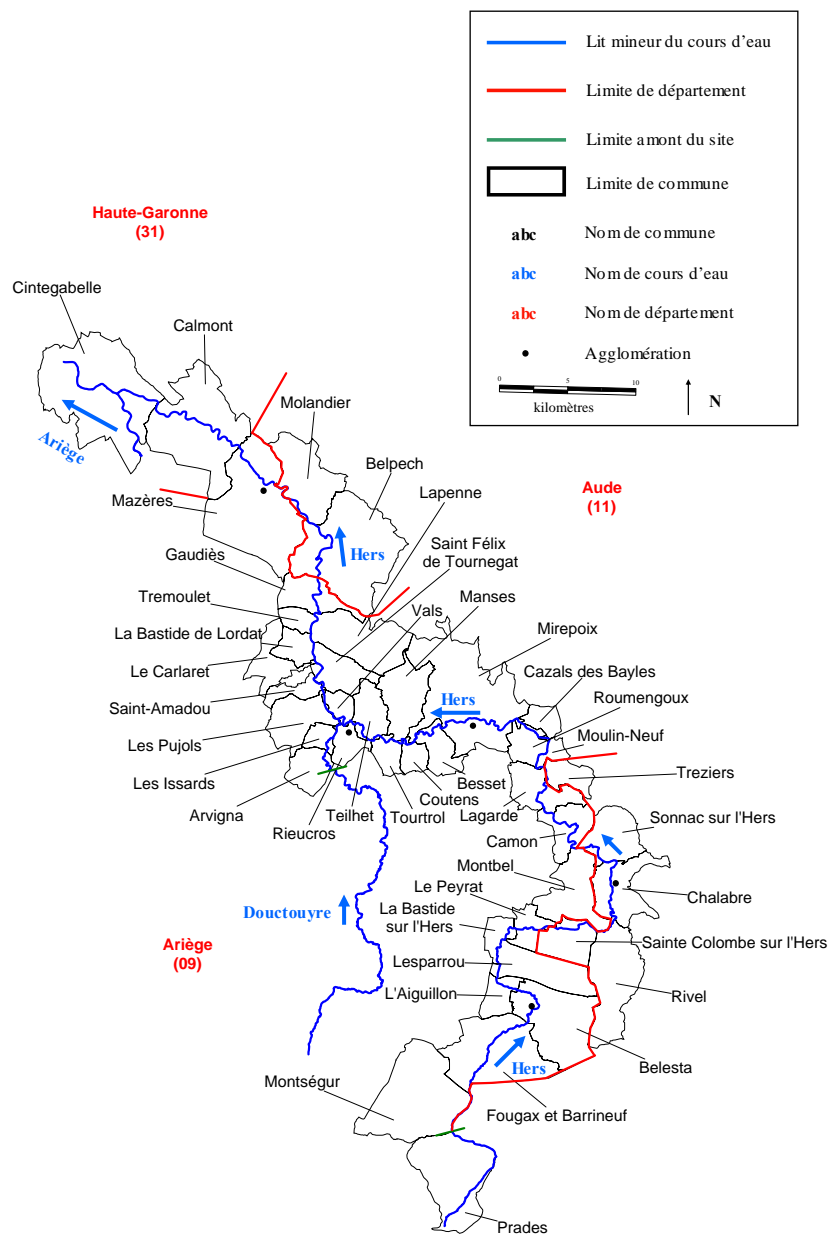 Lit mineur du cours d'eau
Limite de département
Limite amont du site
Limite de commune
abc Nom de commune
abc Nom de cours d'eau
abc Nom de département
Agglomération
0 5 10
kilomètres
N
Haute-Garonne
(31)
Cintegabelle
Calmont
Molandier
Ariège
Belpech
Mazères
Lapenne
Aude
(11)
Hers
Saint Félix
de Tournegat
Gaudiès
Tremoulet
Manses
Vals
La Bastide de Lordat
Mirepoix
Le Carlaret
Cazals des Bayles
Saint-Amadou
Hers
Roumengoux
Les Pujols
Moulin-Neuf
Les Issards
Treziers
Besset
Arvigna
Coutens
Lagarde
Rieucros
Teilhet
Tourtrol
Sonnac sur l'Hers
Camon
Montbel
Le Peyrat
Chalabre
La Bastide
sur l'Hers
Douctouyre
Ariège
(09)
Sainte Colombe sur l'Hers
Lesparrou
L'Aiguillon
Rivel
Hers
Belesta
Montségur
Fougax et Barrineuf
Prades